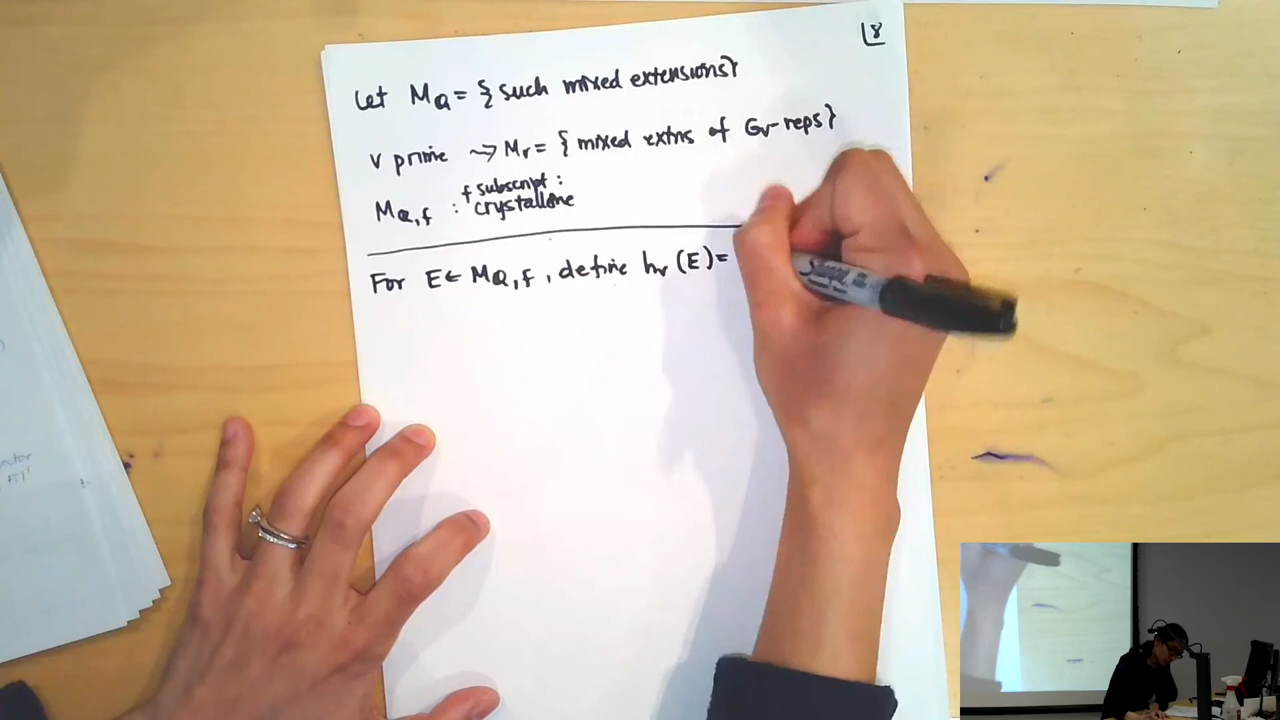 8
Let M_Q = { such mixed extensions}
v prime ⤳ M_v = { mixed extns of G_v-reps}
M_Q,f : f subscript : crystalline
For E ∈ M_Q,f , define h_v (E) =
Sharpie